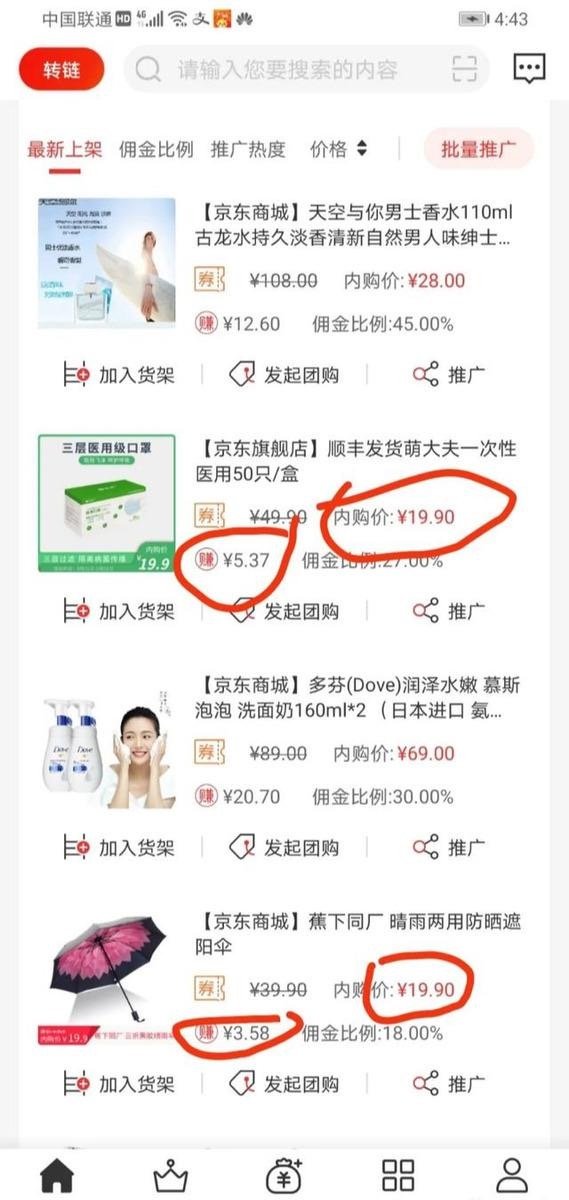 中国联通 HD 4G 4:43
转链 请输入您要搜索的内容
最新上架 佣金比例 推广热度 价格 批量推广
【京东商城】天空与你男士香水110ml
古龙水持久淡香清新自然男人味绅士...
券 ¥108.00 内购价:¥28.00
赚 ¥12.60 佣金比例:45.00%
加入货架 发起团购 推广
三层医用级口罩
【京东旗舰店】顺丰发货萌大夫一次性
医用50只/盒
券 ¥49.90 内购价:¥19.90
内购价
¥19.9
三层过滤 隔离病菌传播
赚 ¥5.37 佣金比例:27.00%
加入货架 发起团购 推广
【京东商城】多芬(Dove)润泽水嫩 慕斯
泡泡 洗面奶160ml*2 （日本进口 氨...
Dove Dove
券 ¥89.00 内购价:¥69.00
赚 ¥20.70 佣金比例:30.00%
加入货架 发起团购 推广
【京东商城】蕉下同厂 晴雨两用防晒遮
阳伞
券 ¥39.90 内购价:¥19.90
内购价¥19.9
赚 ¥3.58 佣金比例:18.00%
加入货架 发起团购 推广